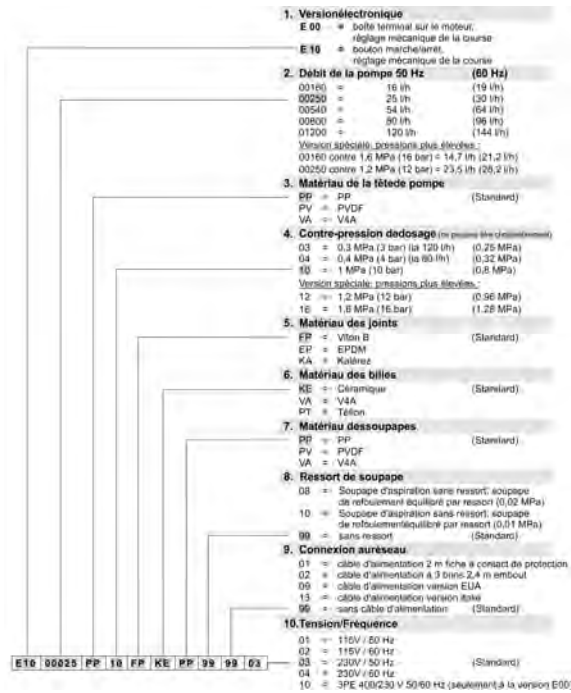 1. Versionélectronique
E 00 = boîte terminal sur le moteur,
réglage mécanique de la course
E 10 = bouton marche/arrêt,
réglage mécanique de la course
2. Débit de la pompe 50 Hz (60 Hz)
00160 = 16 l/h (19 l/h)
00250 = 25 l/h (30 l/h)
00540 = 54 l/h (64 l/h)
00800 = 80 l/h (96 l/h)
01200 = 120 l/h (144 l/h)
Version spéciale: pressions plus élevées :
00160 contre 1,6 MPa (16 bar) = 14,7 l/h (21,2 l/h)
00250 contre 1,2 MPa (12 bar) = 23,5 l/h (28,2 l/h)
3. Matériau de la têtede pompe
PP = PP (Standard)
PV = PVDF
VA = V4A
4. Contre-pression dedosage
03 = 0,3 MPa (3 bar) (la 120 l/h) (0,25 MPa)
04 = 0,4 MPa (4 bar) (la 80 l/h) (0,32 MPa)
10 = 1 MPa (10 bar) (0,8 MPa)
Version spéciale: pressions plus élevées :
12 = 1,2 MPa (12 bar) (0,96 MPa)
16 = 1,6 MPa (16 bar) (1,28 MPa)
5. Matériau des joints
FP = Viton B (Standard)
EP = EPDM
KA = Kalérez
6. Matériau des billes
KE = Céramique (Standard)
VA = V4A
PT = Téflon
7. Matériau dessoupapes
PP = PP (Standard)
PV = PVDF
VA = V4A
8. Ressort de soupape
08 = Soupape d'aspiration sans ressort; soupape
de refoulement équilibré par ressort (0,02 MPa)
10 = Soupape d'aspiration sans ressort; soupape
de refoulementéquilibré par ressort (0,01 MPa)
99 = sans ressort (Standard)
9. Connexion auréseau
01 = câble d'alimentation 2 m fiche à contact de protection
02 = câble d'alimentation à 3 brins 2,4 m embout
09 = câble d'alimentation version EUA
13 = câble d'alimentation version Italie
99 = sans câble d'alimentation (Standard)
10.Tension/Fréquence
01 = 115V / 50 Hz
02 = 115V / 60 Hz
03 = 230V / 50 Hz (Standard)
04 = 230V / 60 Hz
10 = 3PE 400/230 V 50/60 Hz (seulement à la version E00)
E10 00025 PP 10 FP KE PP 99 99 03